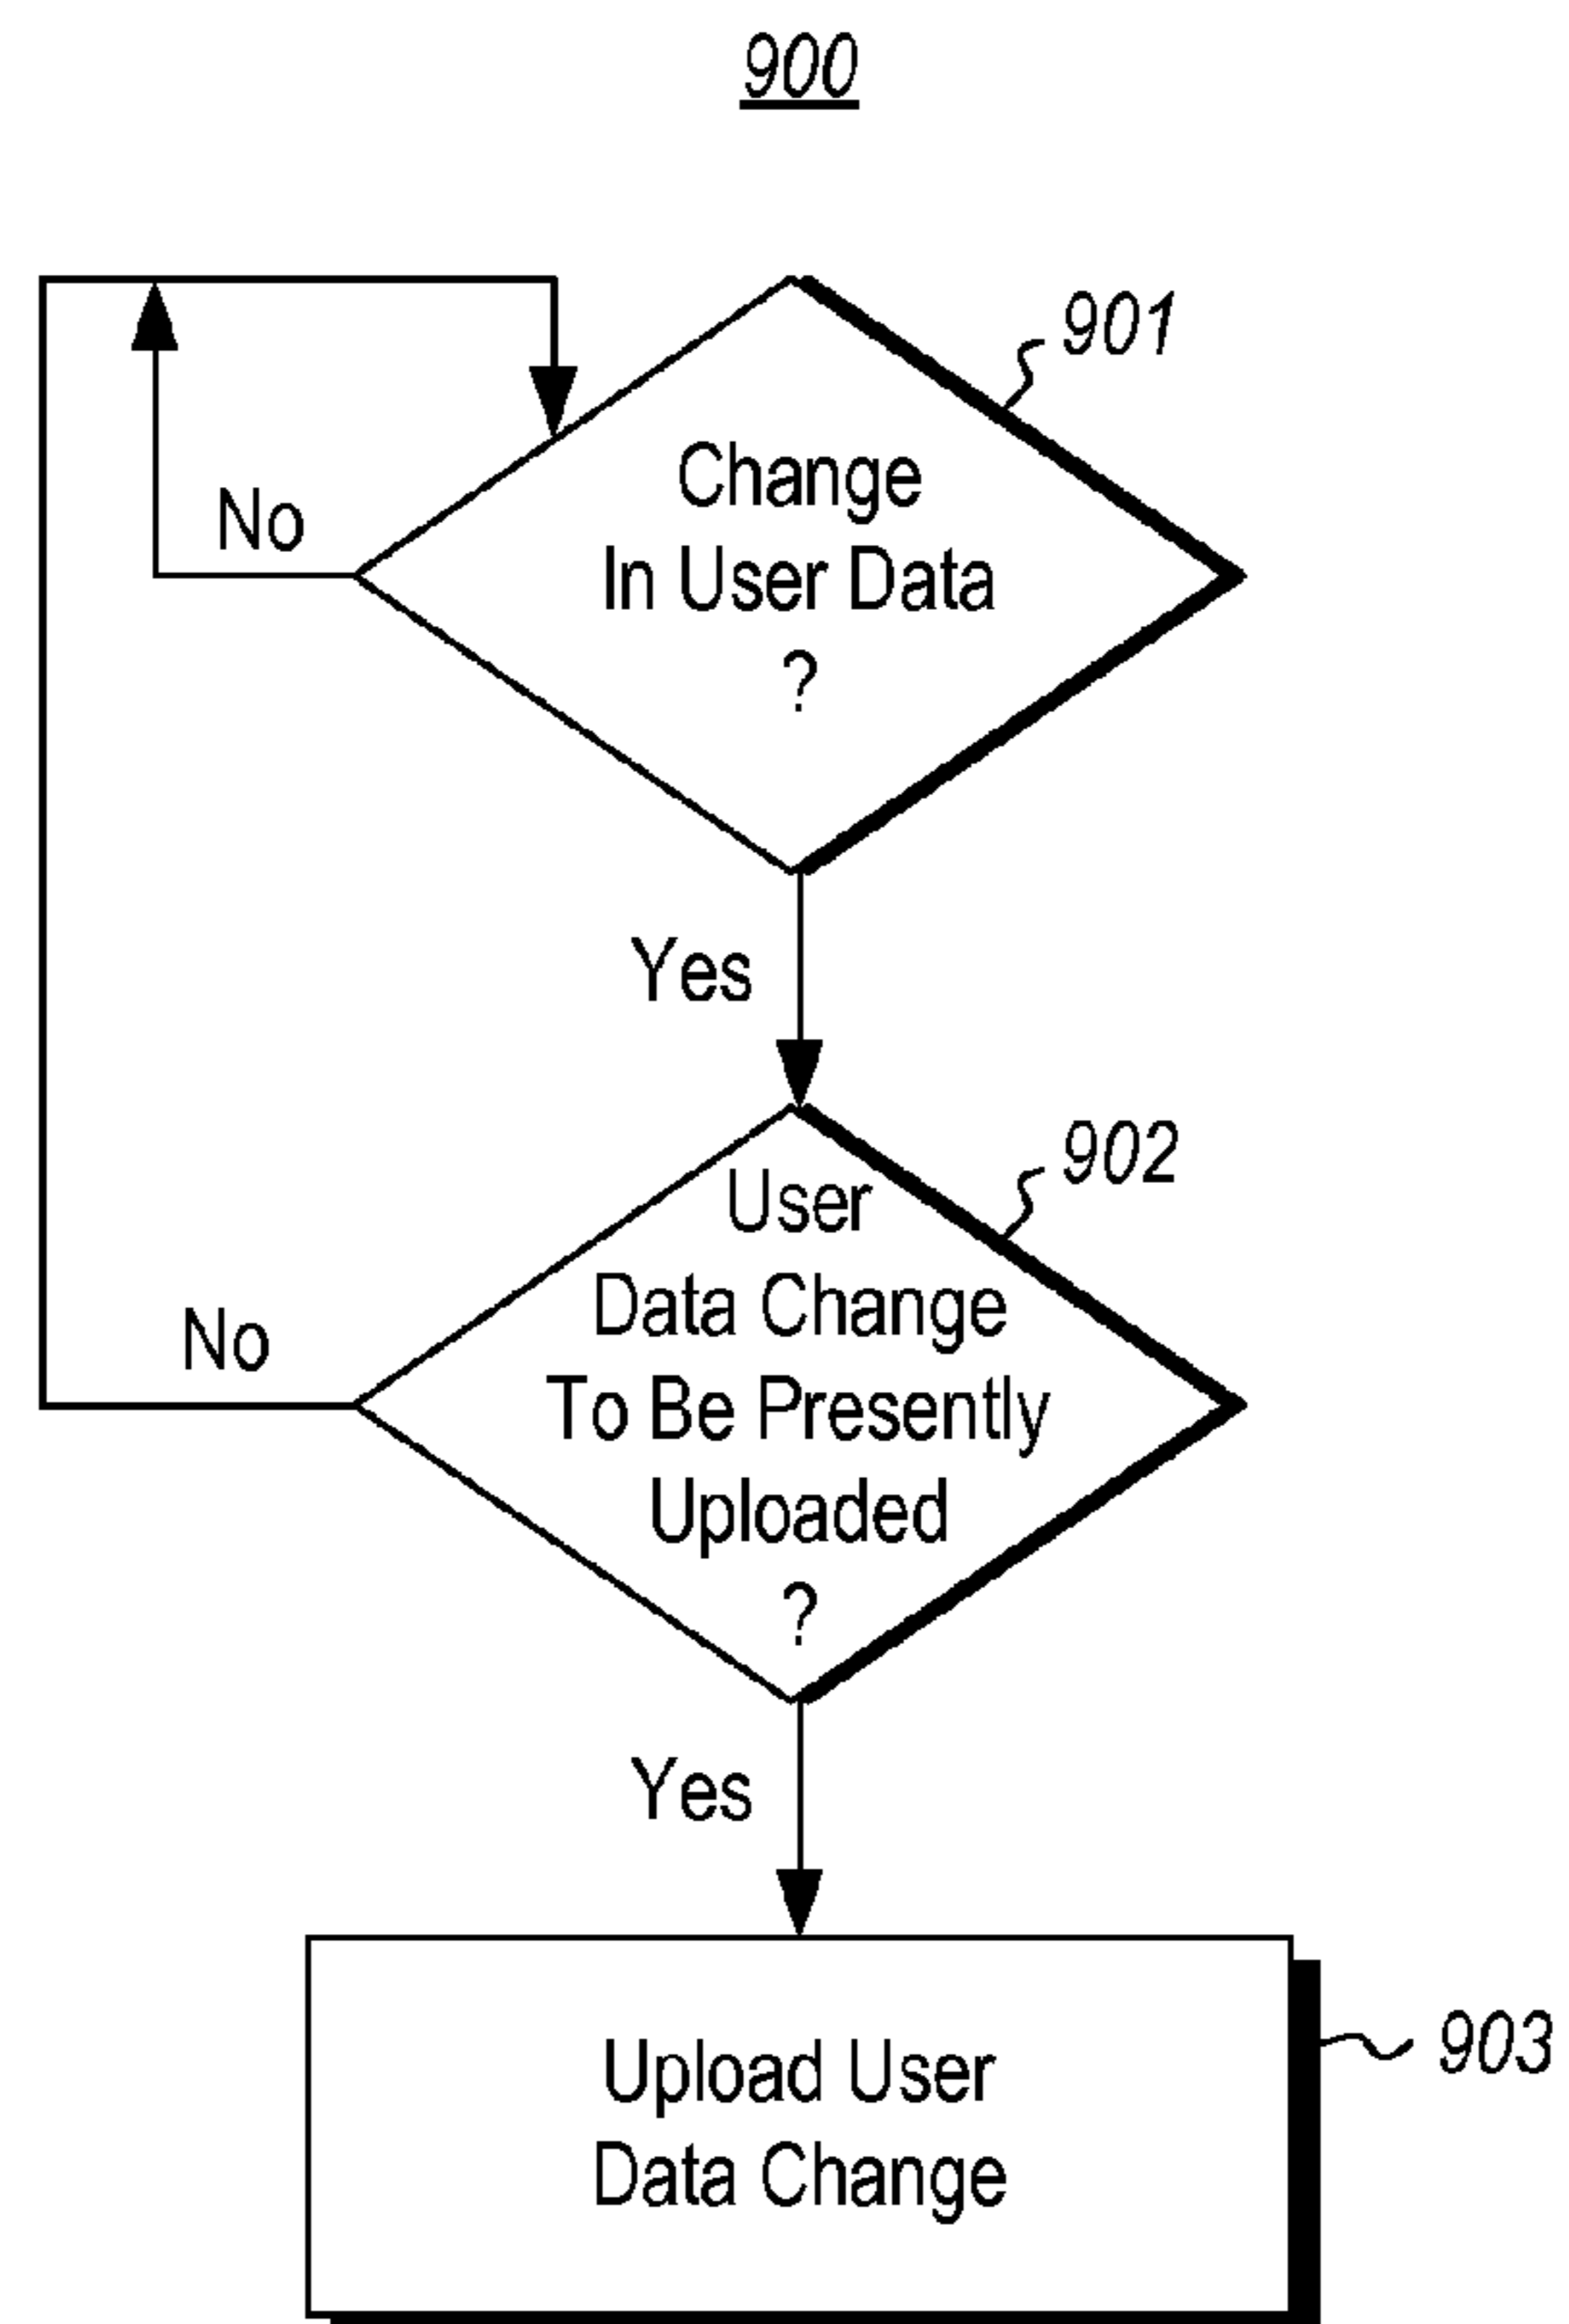 900
901
Change
In User Data
?
No
Yes
902
User
Data Change
To Be Presently
Uploaded
?
No
Yes
903
Upload User
Data Change